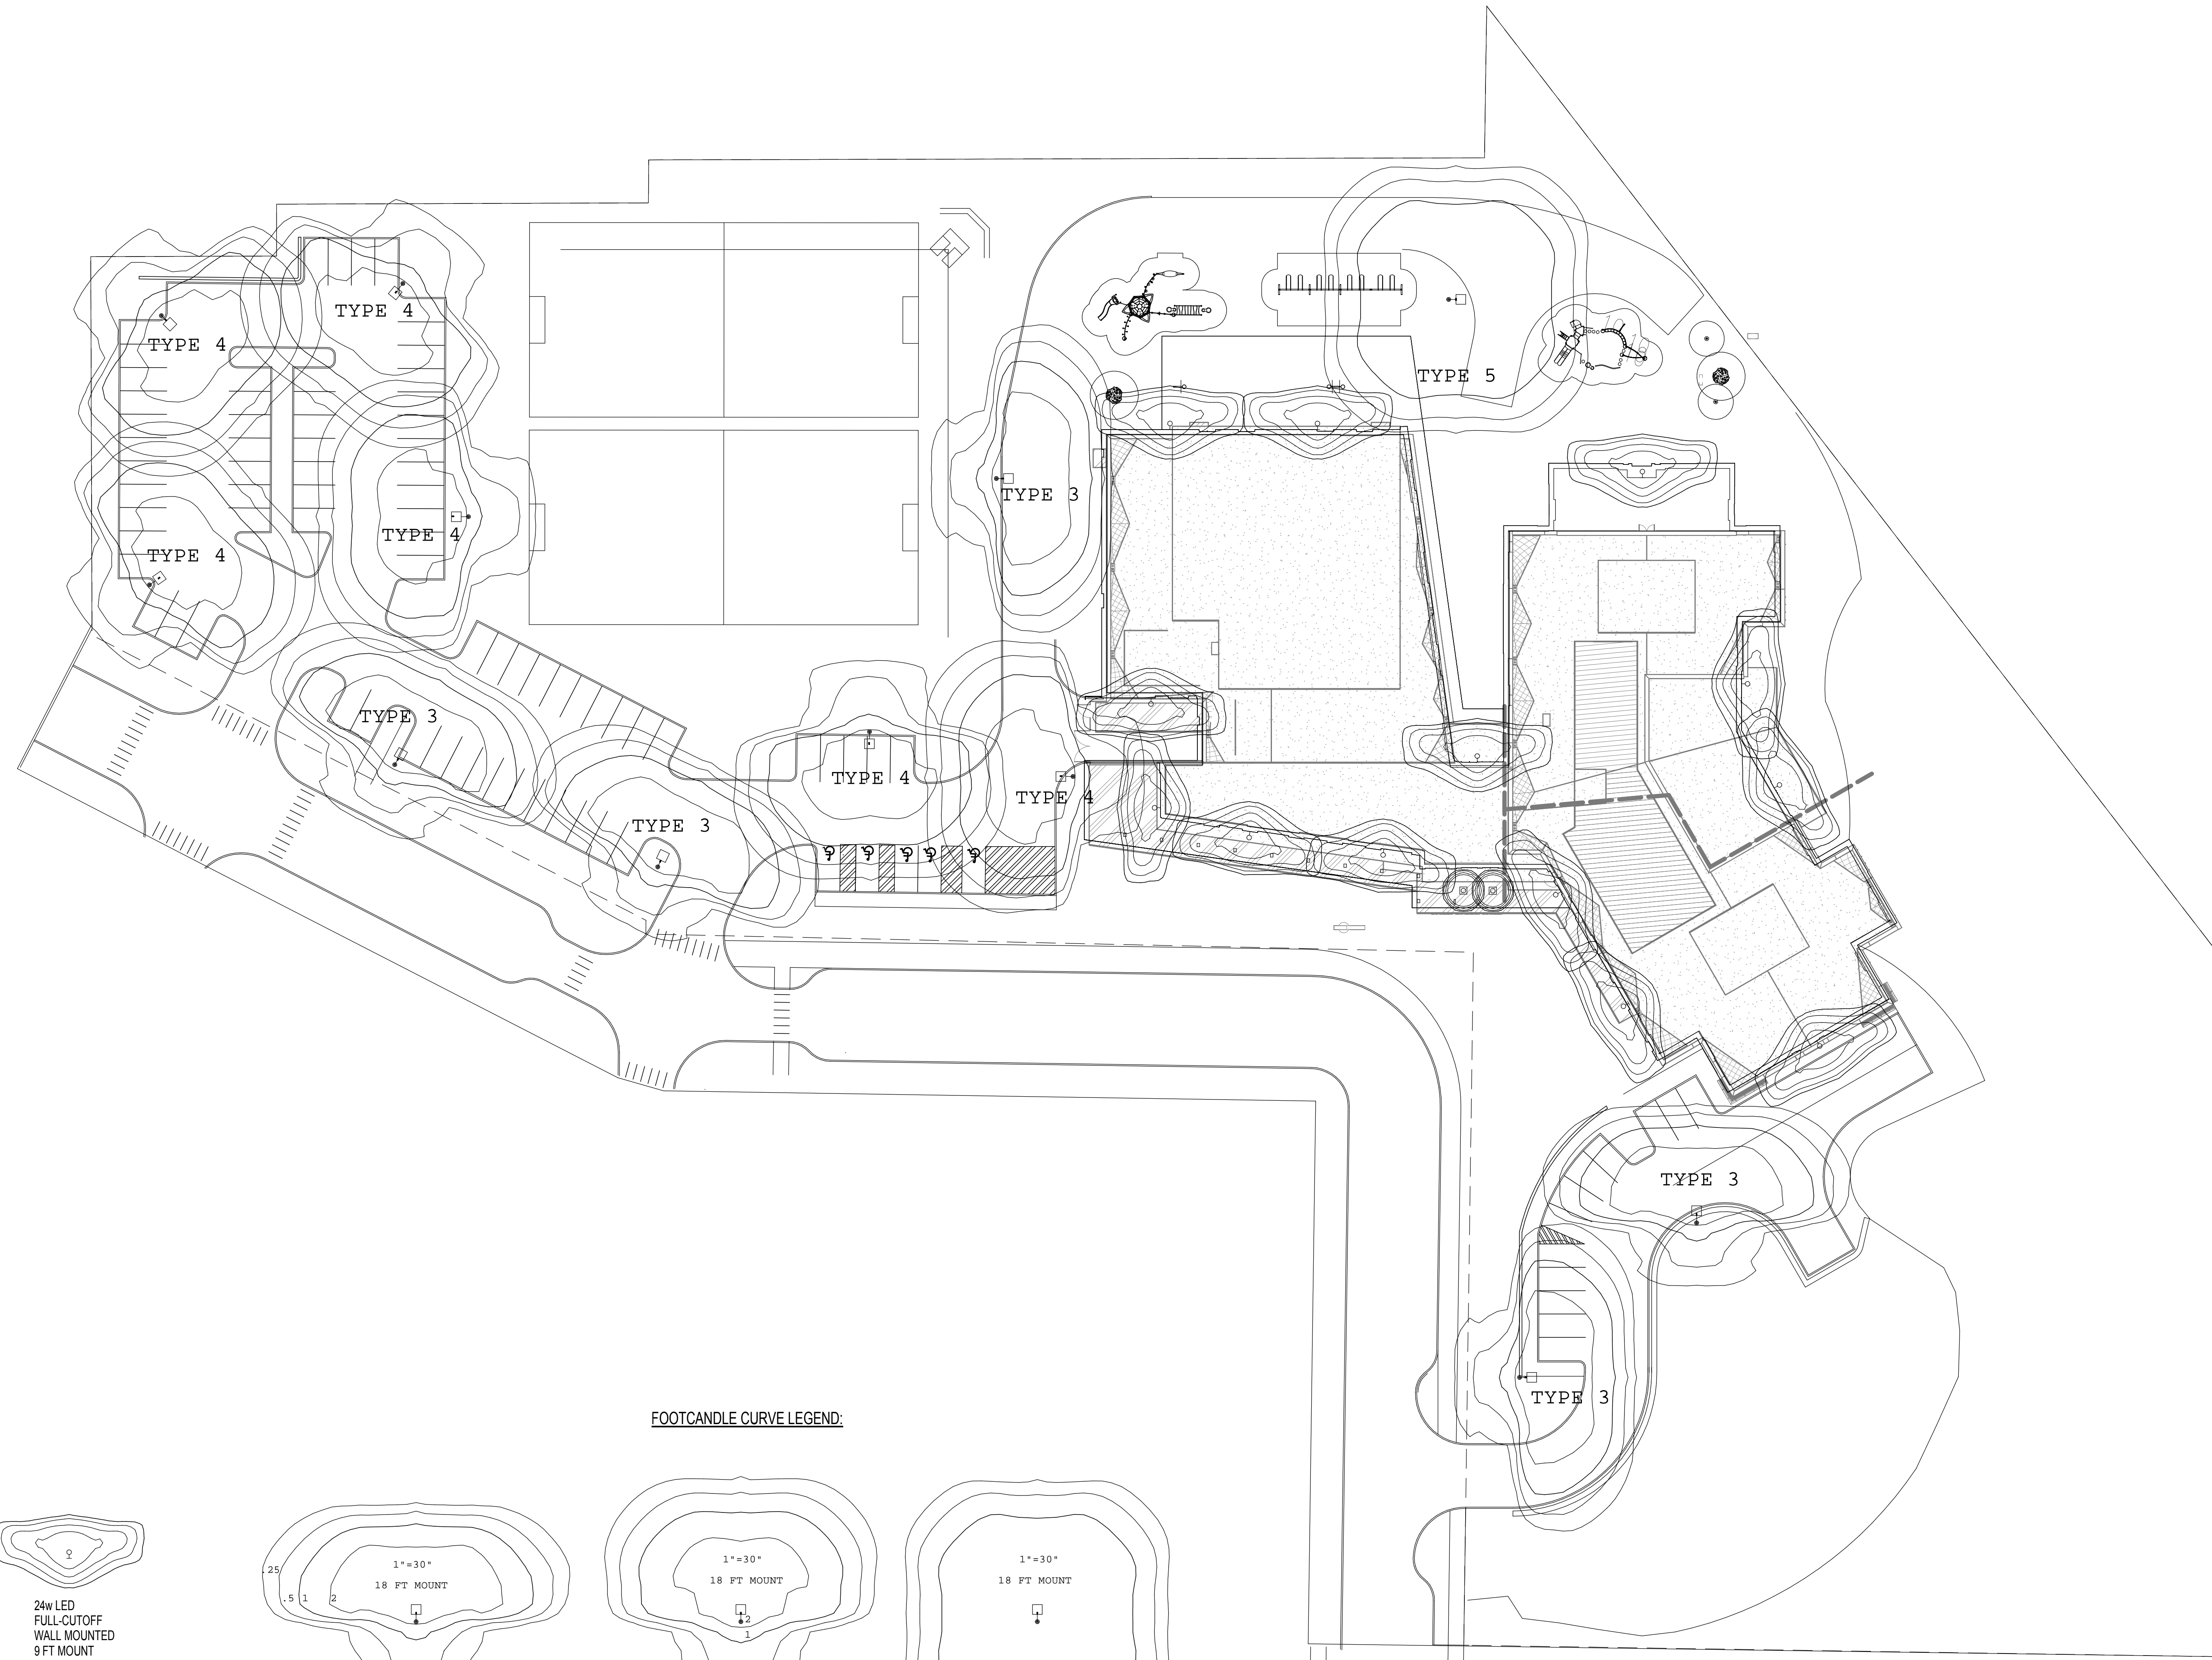 TYPE 4
TYPE 4
TYPE 5
TYPE 3
TYPE 4
TYPE 4
TYPE 3
TYPE 4
TYPE 4
TYPE 3
TYPE 3
TYPE 3
FOOTCANDLE CURVE LEGEND:
1"=30"
18 FT MOUNT
.25
.5 1 2
1"=30"
18 FT MOUNT
2
1
1"=30"
18 FT MOUNT
24w LED
FULL-CUTOFF
WALL MOUNTED
9 FT MOUNT